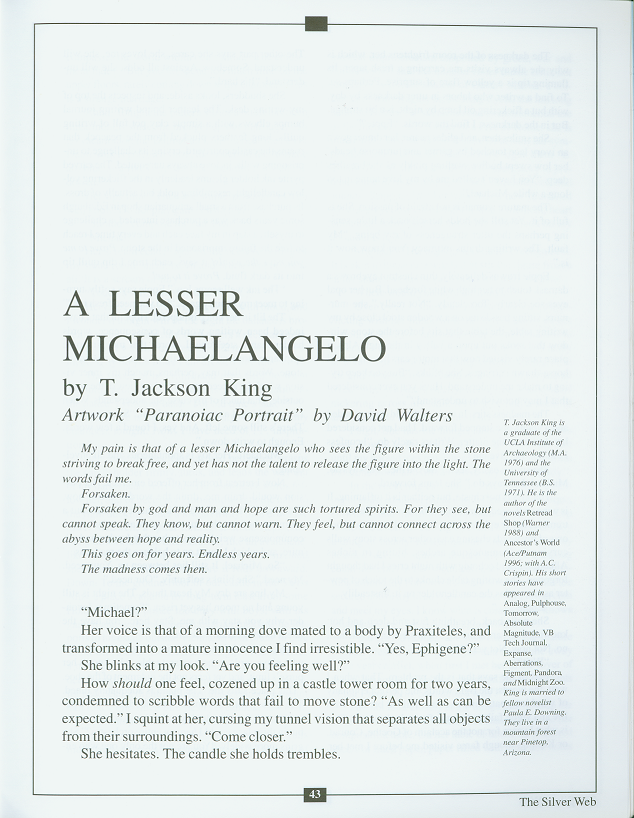 A LESSER
MICHAELANGELO
by T. Jackson King
Artwork “Paranoiac Portrait” by David Walters
My pain is that of a lesser Michaelangelo who sees the figure within the stone
striving to break free, and yet has not the talent to release the figure into the light. The
words fail me.
Forsaken.
Forsaken by god and man and hope are such tortured spirits. For they see, but
cannot speak. They know, but cannot warn. They feel, but cannot connect across the
abyss between hope and reality.
This goes on for years. Endless years.
The madness comes then.
“Michael?”
Her voice is that of a morning dove mated to a body by Praxiteles, and
transformed into a mature innocence I find irresistible. “Yes, Ephigene?”
She blinks at my look. “Are you feeling well?”
How should one feel, cozened up in a castle tower room for two years,
condemned to scribble words that fail to move stone? “As well as can be
expected.” I squint at her, cursing my tunnel vision that separates all objects
from their surroundings. “Come closer.”
She hesitates. The candle she holds trembles.
T. Jackson King is
a graduate of the
UCLA Institute of
Archaeology (M.A.
1976) and the
University of
Tennessee (B.S.
1971). He is the
author of the
novels Retread
Shop (Warner
1988) and
Ancestor’s World
(Ace/Putnam
1996; with A.C.
Crispin). His short
stories have
appeared in
Analog, Pulphouse,
Tomorrow,
Absolute
Magnitude, VB
Tech Journal,
Expanse,
Aberrations,
Figment, Pandora,
and Midnight Zoo.
King is married to
fellow novelist
Paula E. Downing.
They live in a
mountain forest
near Pinetop,
Arizona.
43
The Silver Web